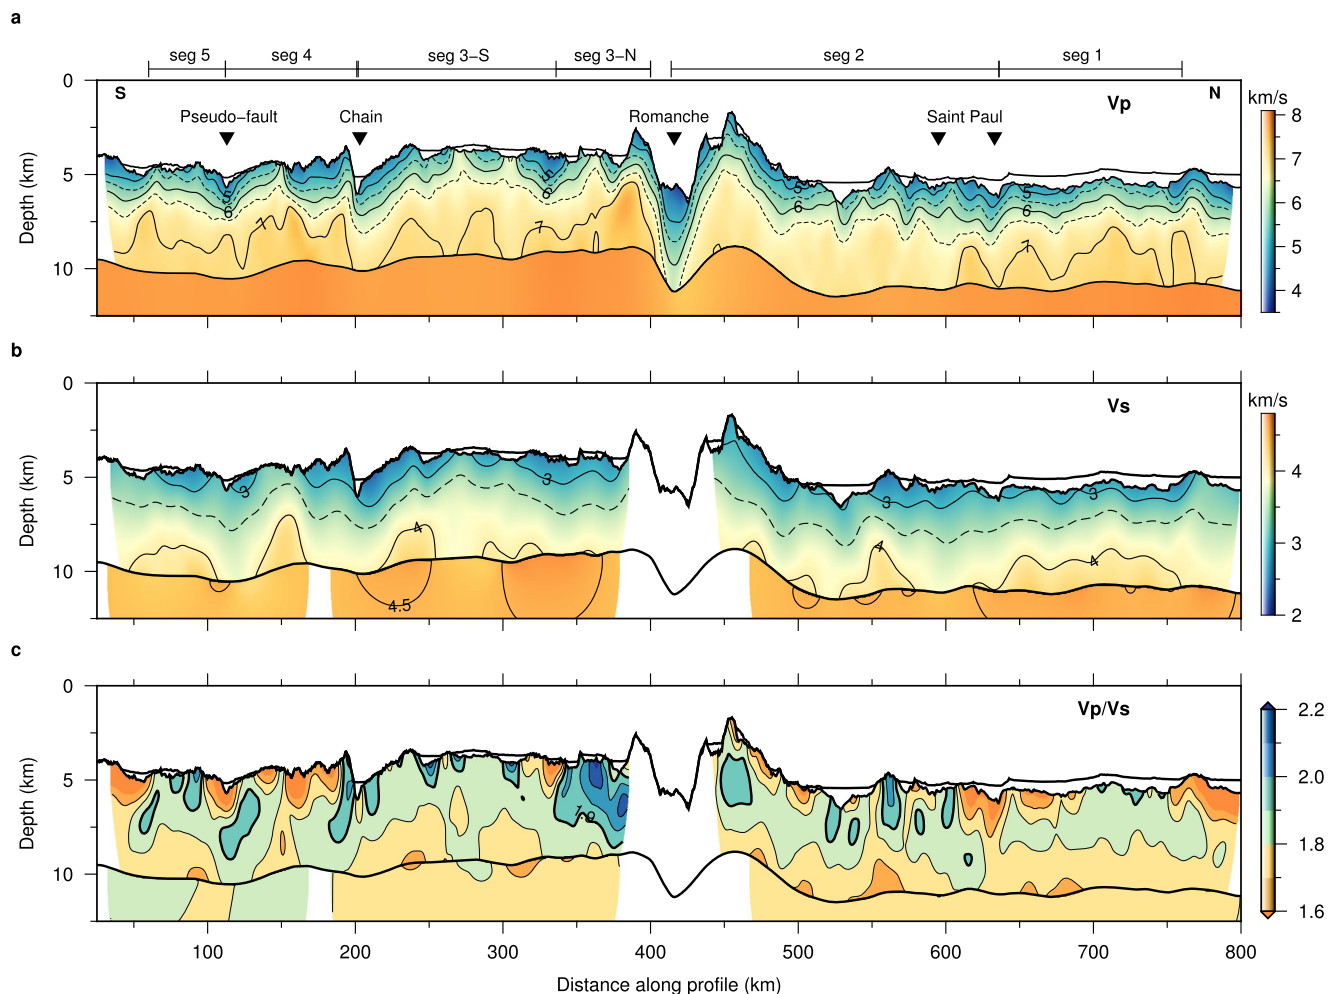 a
seg 5 seg 4 seg 3−S seg 3−N seg 2 seg 1
S N
Vp
Pseudo−fault Chain Romanche Saint Paul
Depth (km)
0
5
10
5 6 7 5 6 7 5 6 5 6 7
km/s
8
7
6
5
4
b
Vs
Depth (km)
0
5
10
3 4 4.5 3 3 4 3 4
km/s
4
3
2
c
Vp/Vs
Depth (km)
0
5
10
1.9
2.2
2.0
1.8
1.6
100 200 300 400 500 600 700 800
Distance along profile (km)